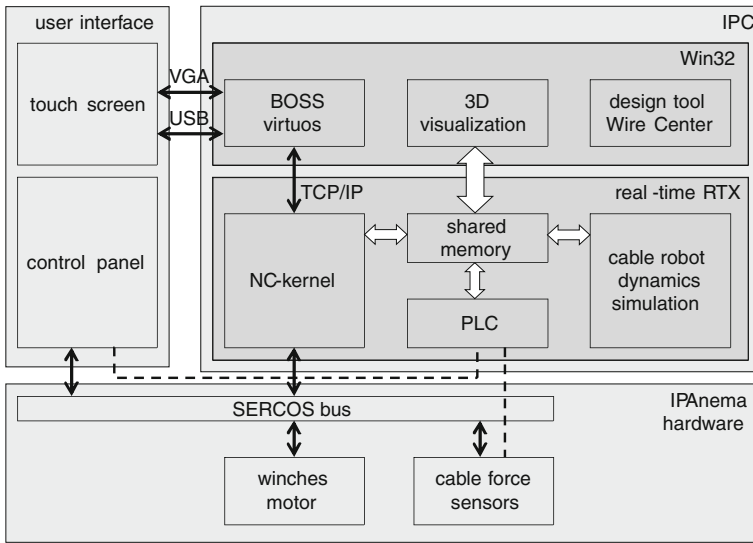 user interface
touch screen
control panel
VGA
USB
IPC
Win32
BOSS
virtuos
3D
visualization
design tool
Wire Center
TCP/IP
real -time RTX
NC-kernel
shared
memory
PLC
cable robot
dynamics
simulation
IPAnema
hardware
SERCOS bus
winches
motor
cable force
sensors